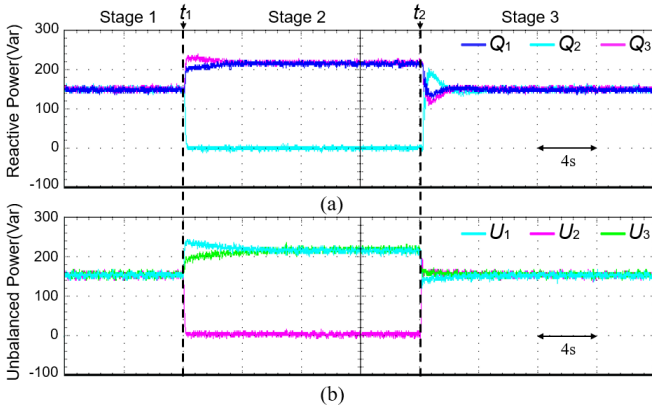 Stage 1 t1 Stage 2 t2 Stage 3
Reactive Power(Var)
300
200
100
0
-100
Q1 Q2 Q3
4s
(a)
Unbalanced Power(Var)
300
200
100
0
-100
U1 U2 U3
4s
(b)